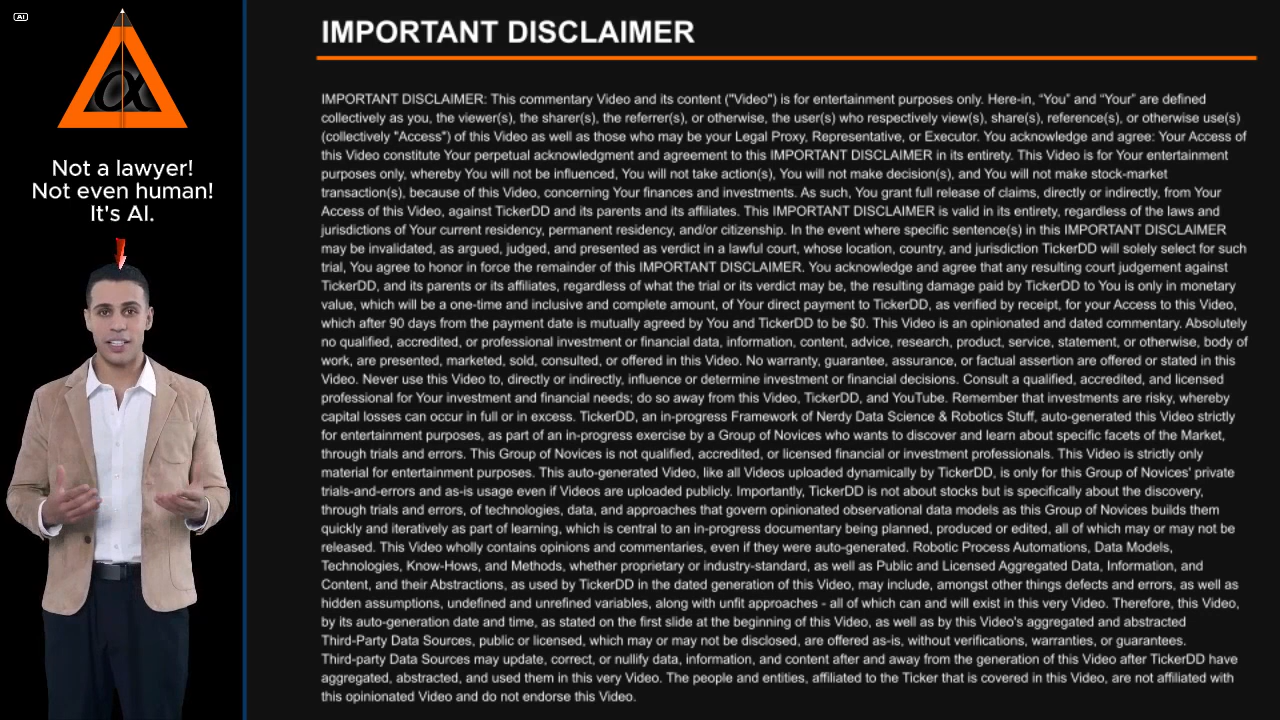 AI
α
Not a lawyer!
Not even human!
It's AI.
IMPORTANT DISCLAIMER
IMPORTANT DISCLAIMER: This commentary Video and its content ("Video") is for entertainment purposes only. Here-in, “You” and “Your” are defined
collectively as you, the viewer(s), the sharer(s), the referrer(s), or otherwise, the user(s) who respectively view(s), share(s), reference(s), or otherwise use(s)
(collectively "Access") of this Video as well as those who may be your Legal Proxy, Representative, or Executor. You acknowledge and agree: Your Access of
this Video constitute Your perpetual acknowledgment and agreement to this IMPORTANT DISCLAIMER in its entirety. This Video is for Your entertainment
purposes only, whereby You will not be influenced, You will not take action(s), You will not make decision(s), and You will not make stock-market
transaction(s), because of this Video, concerning Your finances and investments. As such, You grant full release of claims, directly or indirectly, from Your
Access of this Video, against TickerDD and its parents and its affiliates. This IMPORTANT DISCLAIMER is valid in its entirety, regardless of the laws and
jurisdictions of Your current residency, permanent residency, and/or citizenship. In the event where specific sentence(s) in this IMPORTANT DISCLAIMER
may be invalidated, as argued, judged, and presented as verdict in a lawful court, whose location, country, and jurisdiction TickerDD will solely select for such
trial, You agree to honor in force the remainder of this IMPORTANT DISCLAIMER. You acknowledge and agree that any resulting court judgement against
TickerDD, and its parents or its affiliates, regardless of what the trial or its verdict may be, the resulting damage paid by TickerDD to You is only in monetary
value, which will be a one-time and inclusive and complete amount, of Your direct payment to TickerDD, as verified by receipt, for your Access to this Video,
which after 90 days from the payment date is mutually agreed by You and TickerDD to be $0. This Video is an opinionated and dated commentary. Absolutely
no qualified, accredited, or professional investment or financial data, information, content, advice, research, product, service, statement, or otherwise, body of
work, are presented, marketed, sold, consulted, or offered in this Video. No warranty, guarantee, assurance, or factual assertion are offered or stated in this
Video. Never use this Video to, directly or indirectly, influence or determine investment or financial decisions. Consult a qualified, accredited, and licensed
professional for Your investment and financial needs; do so away from this Video, TickerDD, and YouTube. Remember that investments are risky, whereby
capital losses can occur in full or in excess. TickerDD, an in-progress Framework of Nerdy Data Science & Robotics Stuff, auto-generated this Video strictly
for entertainment purposes, as part of an in-progress exercise by a Group of Novices who wants to discover and learn about specific facets of the Market,
through trials and errors. This Group of Novices is not qualified, accredited, or licensed financial or investment professionals. This Video is strictly only
material for entertainment purposes. This auto-generated Video, like all Videos uploaded dynamically by TickerDD, is only for this Group of Novices' private
trials-and-errors and as-is usage even if Videos are uploaded publicly. Importantly, TickerDD is not about stocks but is specifically about the discovery,
through trials and errors, of technologies, data, and approaches that govern opinionated observational data models as this Group of Novices builds them
quickly and iteratively as part of learning, which is central to an in-progress documentary being planned, produced or edited, all of which may or may not be
released. This Video wholly contains opinions and commentaries, even if they were auto-generated. Robotic Process Automations, Data Models,
Technologies, Know-Hows, and Methods, whether proprietary or industry-standard, as well as Public and Licensed Aggregated Data, Information, and
Content, and their Abstractions, as used by TickerDD in the dated generation of this Video, may include, amongst other things defects and errors, as well as
hidden assumptions, undefined and unrefined variables, along with unfit approaches - all of which can and will exist in this very Video. Therefore, this Video,
by its auto-generation date and time, as stated on the first slide at the beginning of this Video, as well as by this Video's aggregated and abstracted
Third-Party Data Sources, public or licensed, which may or may not be disclosed, are offered as-is, without verifications, warranties, or guarantees.
Third-party Data Sources may update, correct, or nullify data, information, and content after and away from the generation of this Video after TickerDD have
aggregated, abstracted, and used them in this very Video. The people and entities, affiliated to the Ticker that is covered in this Video, are not affiliated with
this opinionated Video and do not endorse this Video.